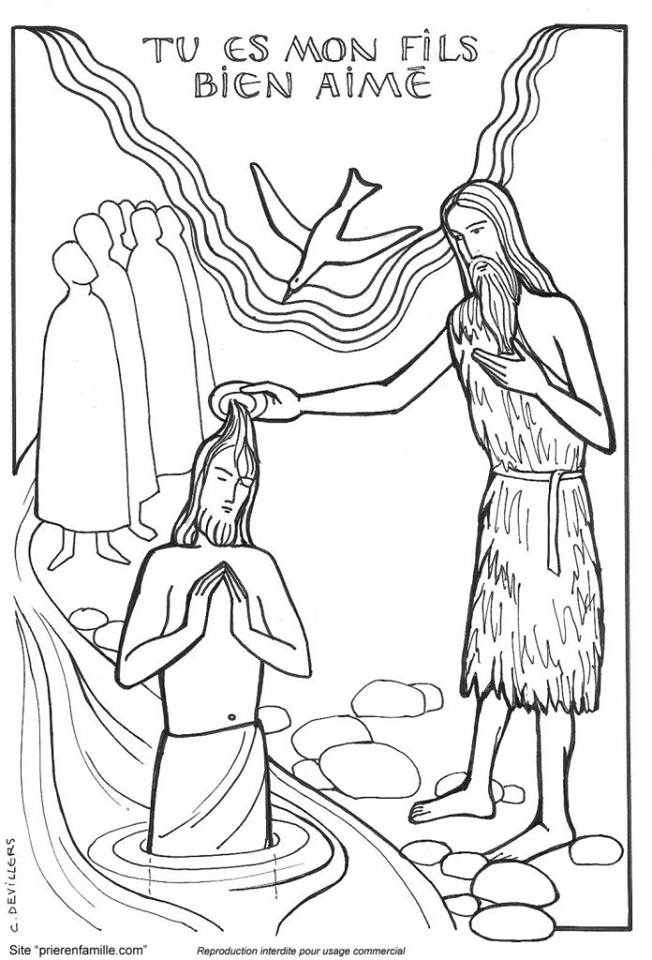 TU ES MON FiLS
BiEN AiMÉ
C. DEVILLERS
Site "prierenfamille.com"
Reproduction interdite pour usage commercial